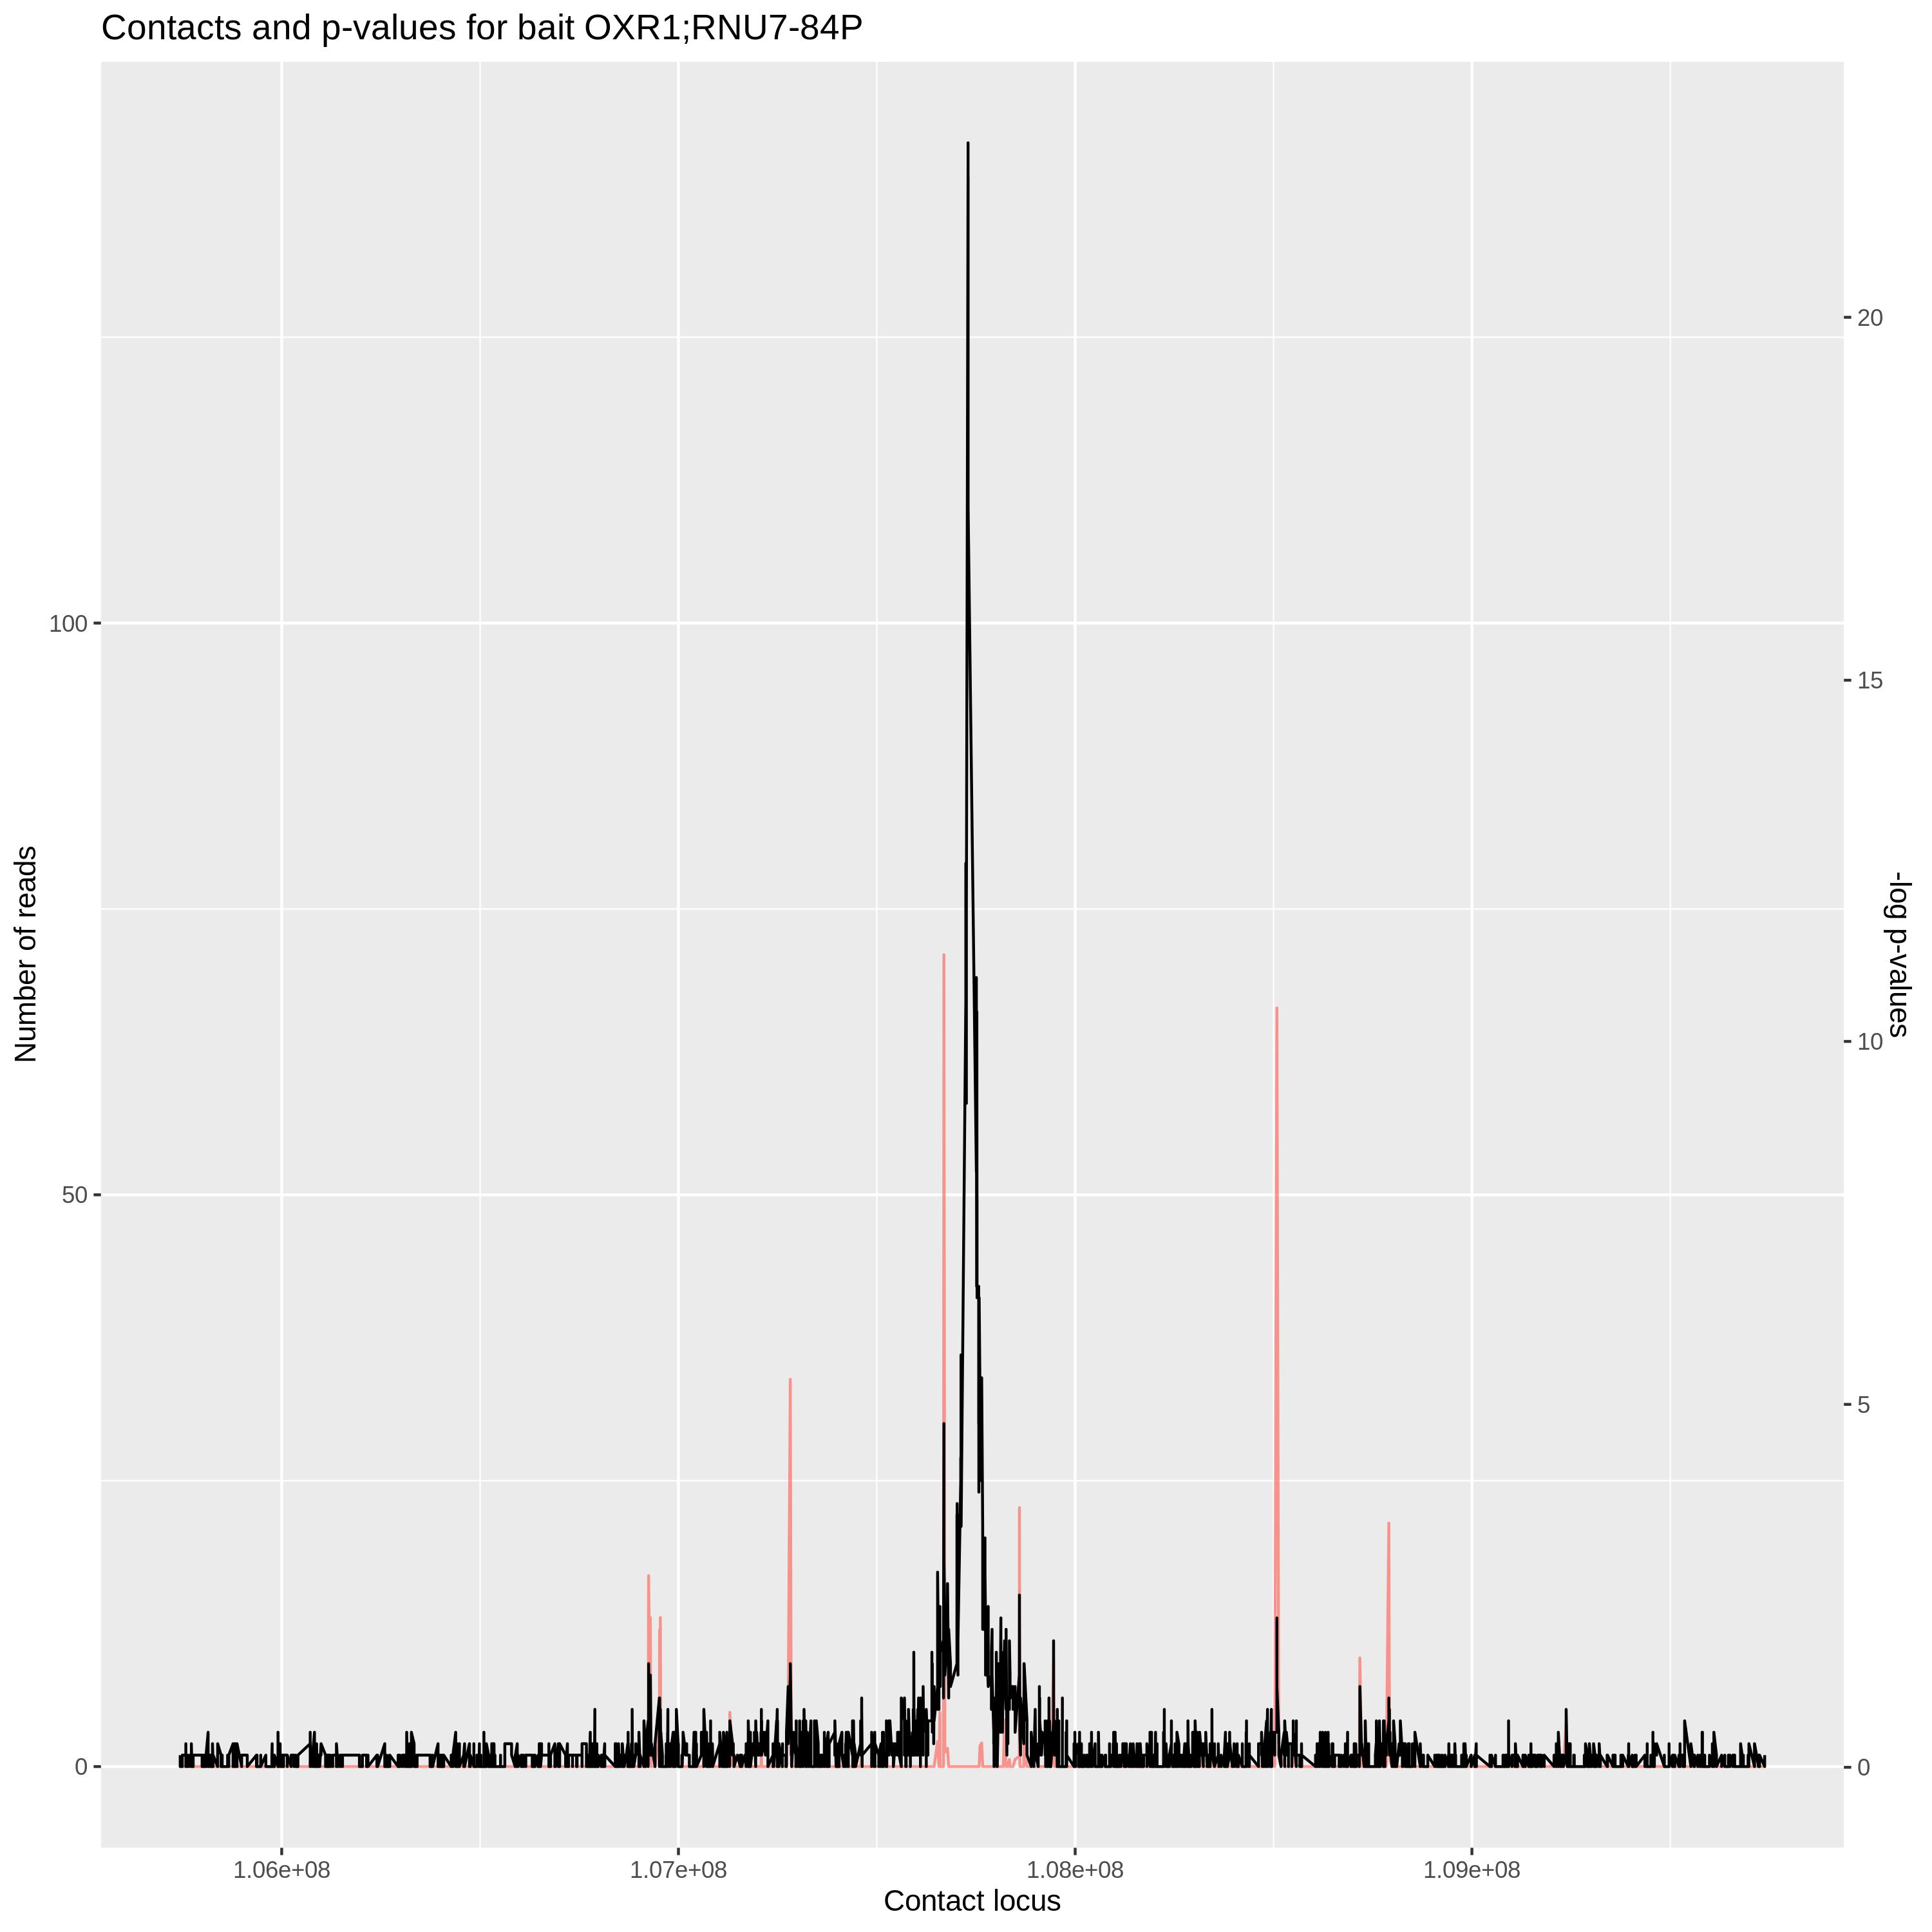 Contacts and p-values for bait OXR1;RNU7-84P
Number of reads
100
50
0
20
15
10
5
0
-log p-values
1.06e+08
1.07e+08
1.08e+08
1.09e+08
Contact locus